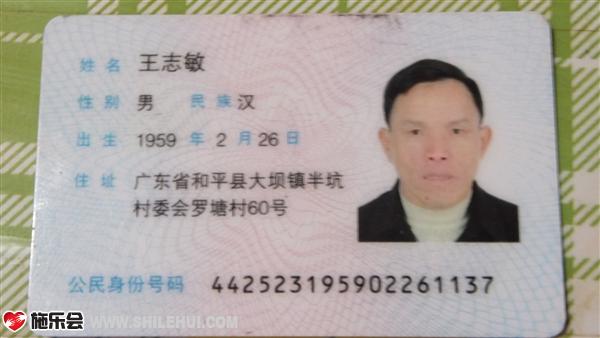 姓名 王志敏
性别 男 民族 汉
出生 1959 年 2 月 26 日
住址 广东省和平县大坝镇半坑
村委会罗塘村60号
公民身份号码 442523195902261137
施乐会 WWW.SHILEHUI.COM